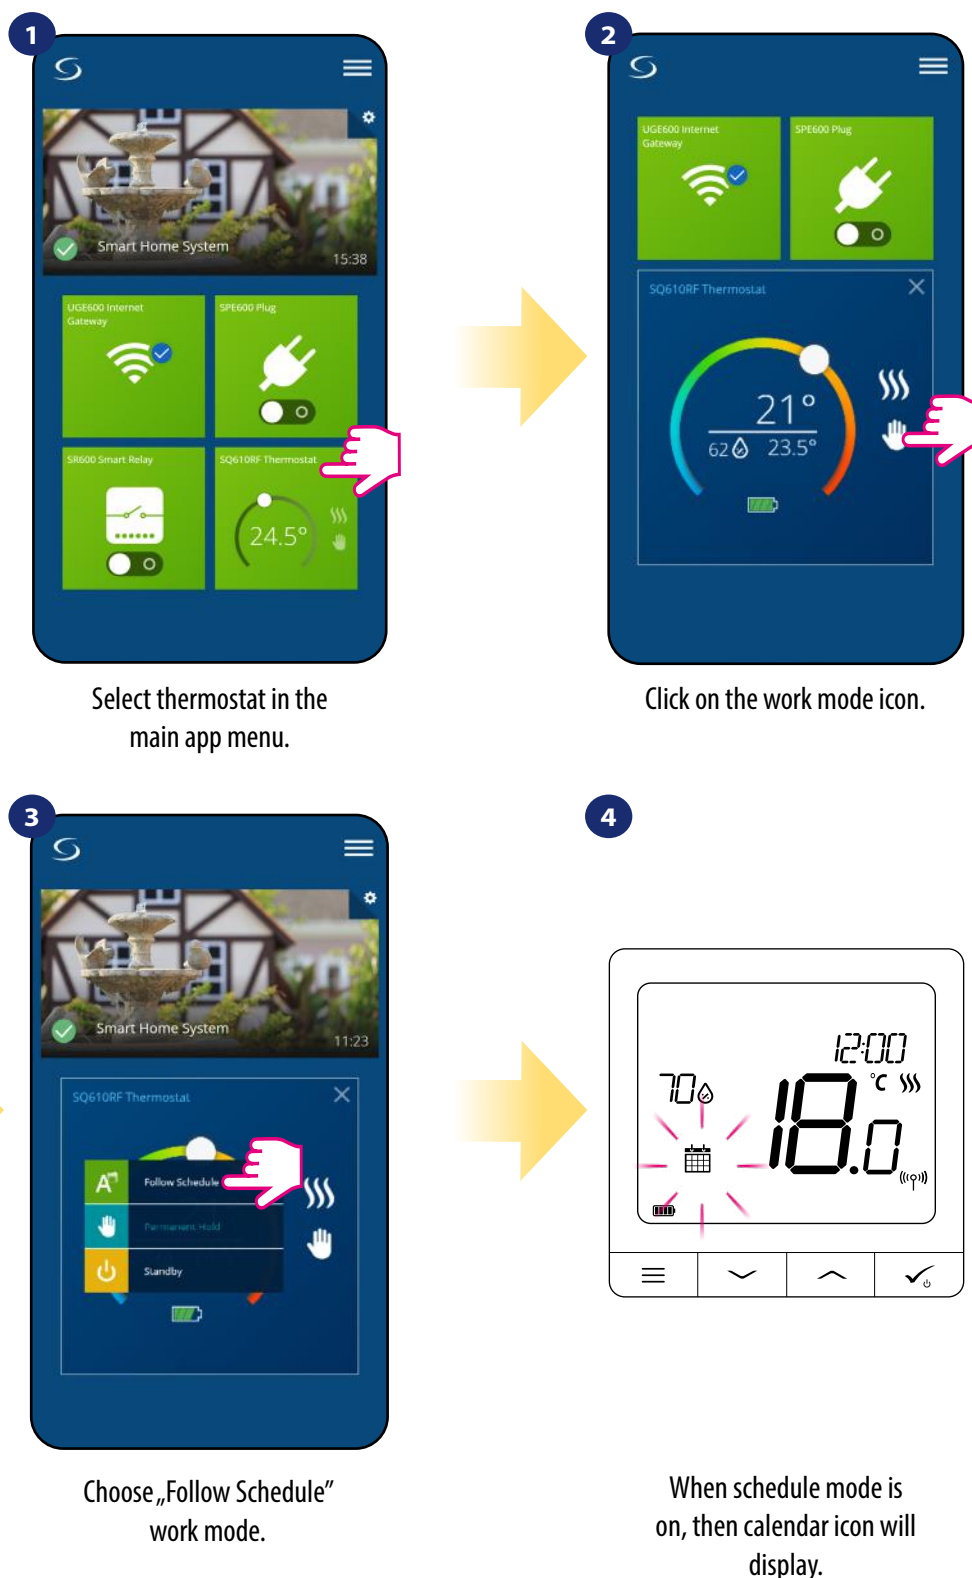 1
Smart Home System
15:38
UGE600 Internet
Gateway
SPE600 Plug
SR600 Smart Relay
SQ610RF Thermostat
24.5°
Select thermostat in the
main app menu.
2
UGE600 Internet
Gateway
SPE600 Plug
SQ610RF Thermostat
21°
62 23.5°
Click on the work mode icon.
3
Smart Home System
11:23
SQ610RF Thermostat
A
Follow Schedule
Permanent Hold
Standby
Choose „Follow Schedule”
work mode.
4
12:00
70
°C
18.0
When schedule mode is
on, then calendar icon will
display.